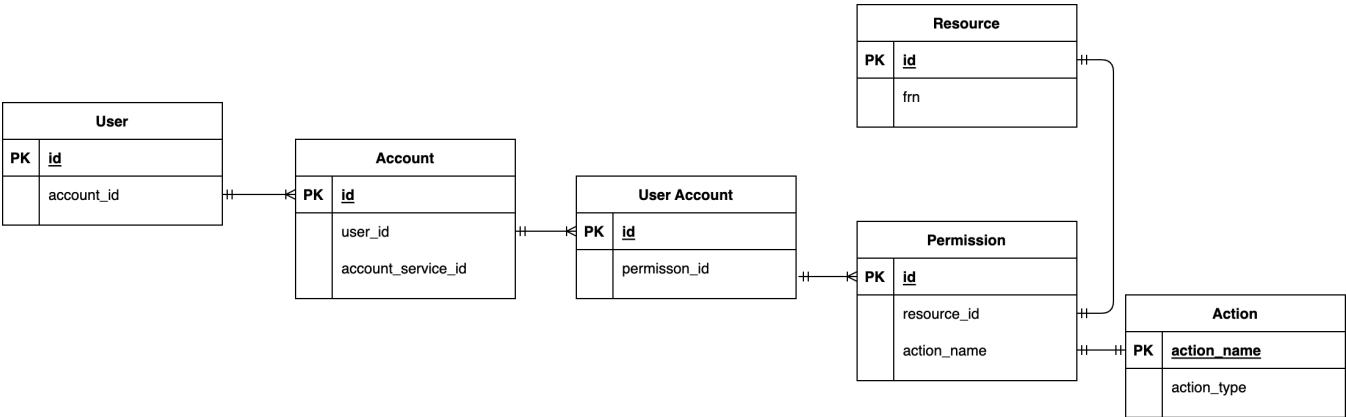 Resource
PK id
frn
User
PK id
account_id
Account
PK id
user_id
account_service_id
User Account
PK id
permisson_id
Permission
PK id
resource_id
action_name
Action
PK action_name
action_type